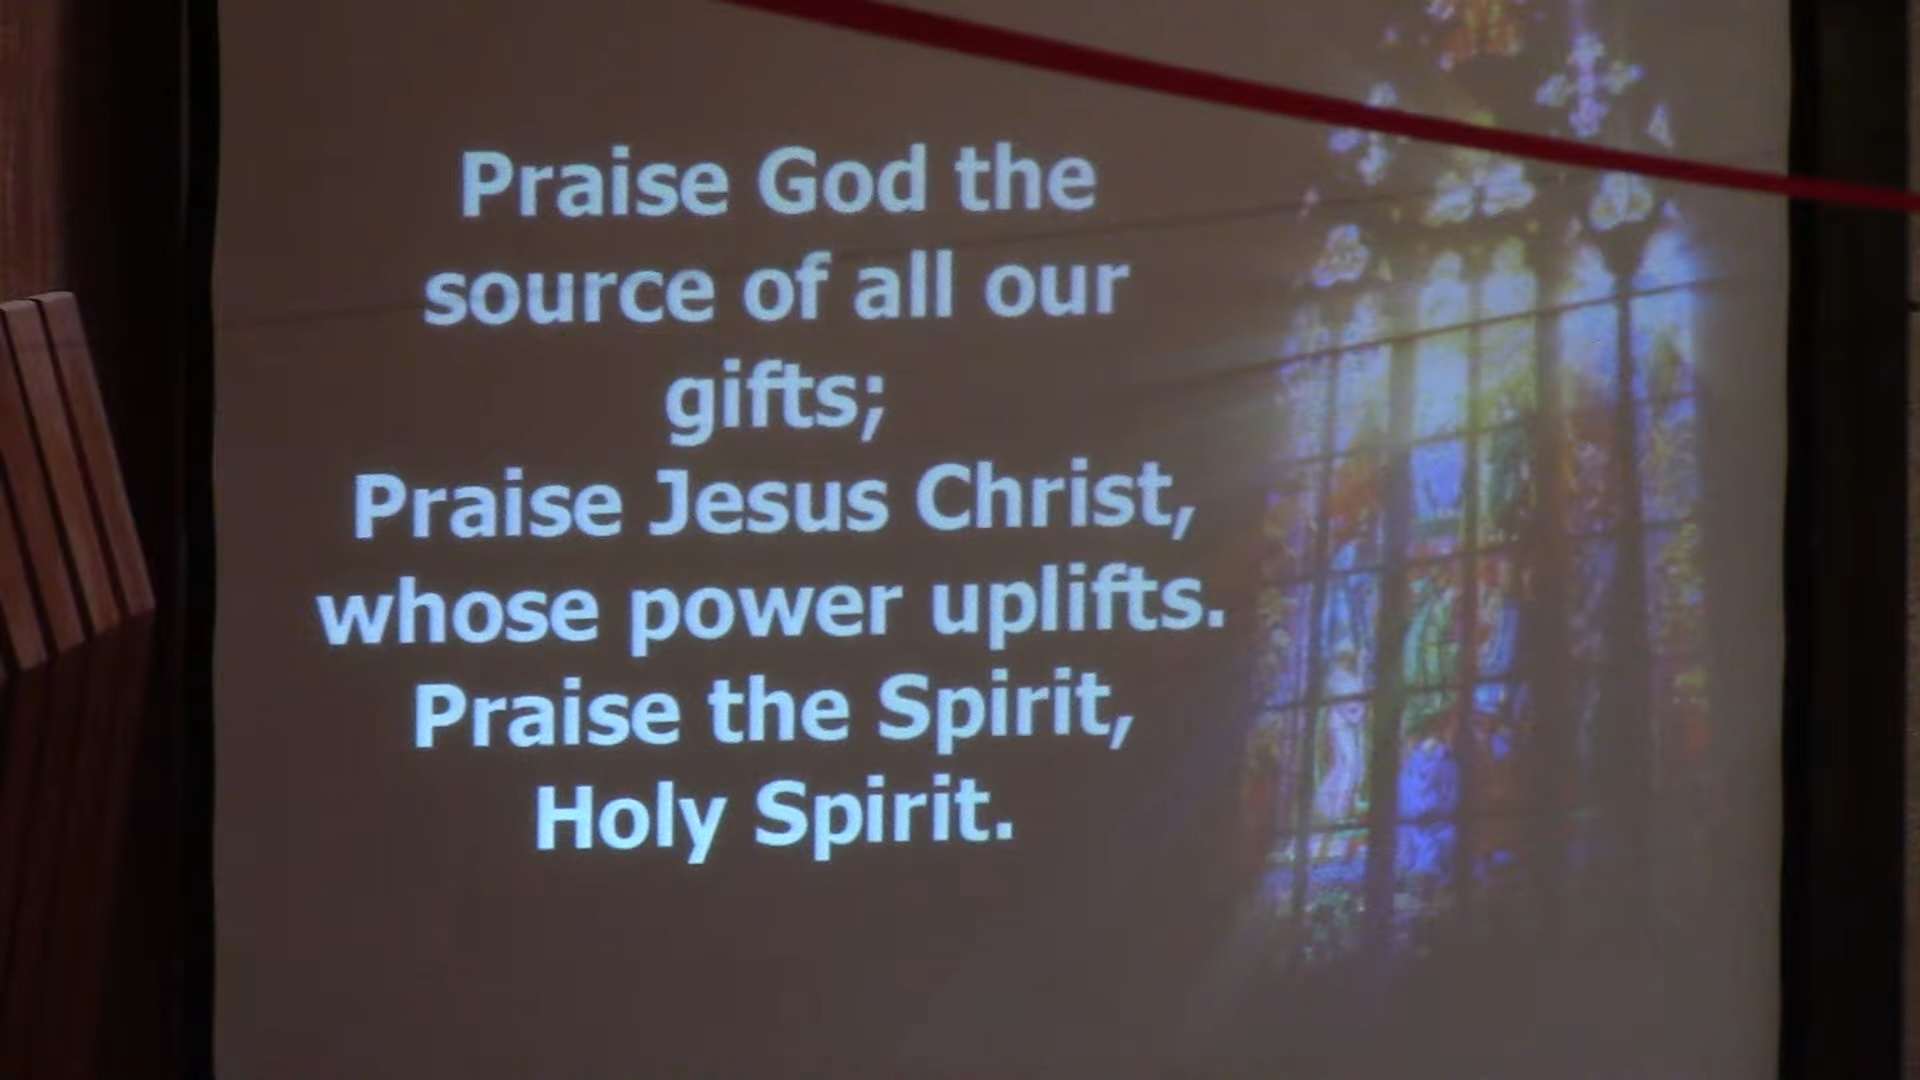 Praise God the
source of all our
gifts;
Praise Jesus Christ,
whose power uplifts.
Praise the Spirit,
Holy Spirit.